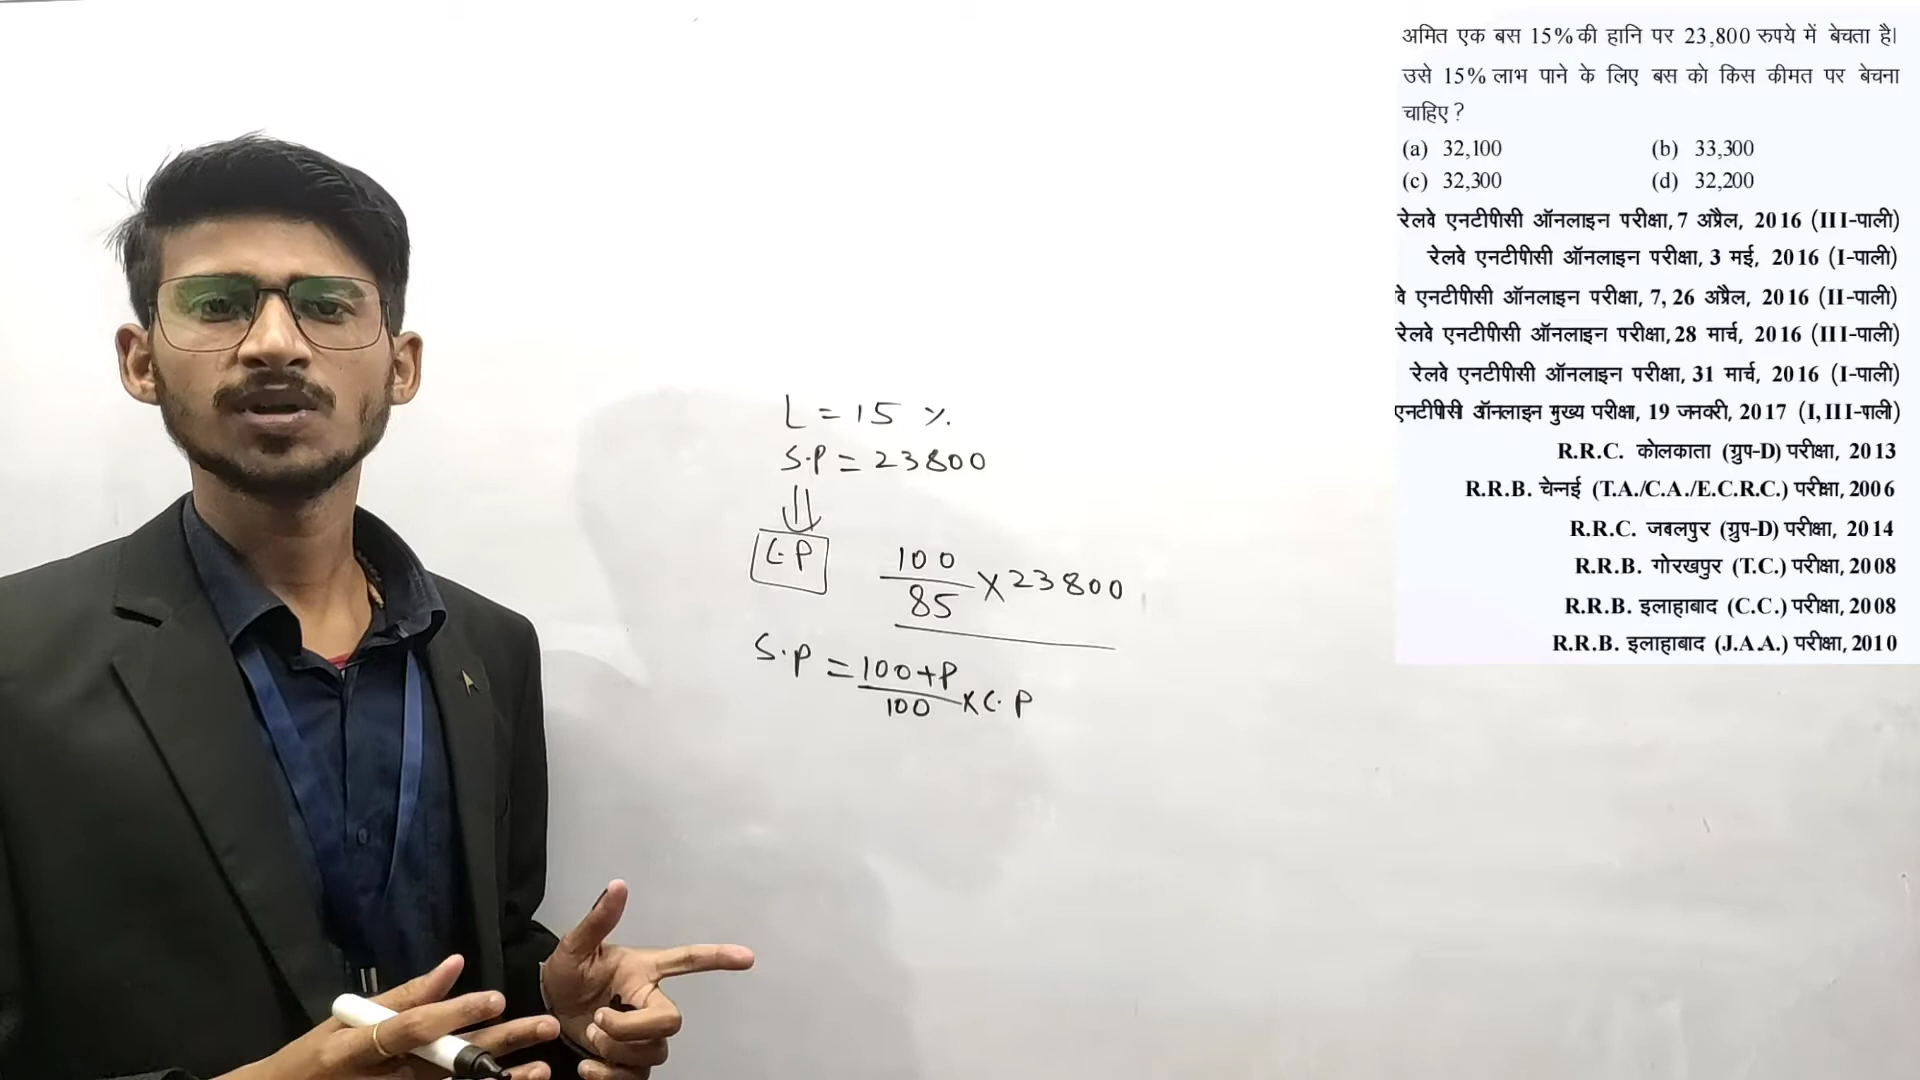 अमित एक बस 15% की हानि पर 23,800 रुपये में बेचता है।
उसे 15% लाभ पाने के लिए बस को किस कीमत पर बेचना
चाहिए ?
(a) 32,100 (b) 33,300
(c) 32,300 (d) 32,200
रेलवे एनटीपीसी ऑनलाइन परीक्षा, 7 अप्रैल, 2016 (III-पाली)
रेलवे एनटीपीसी ऑनलाइन परीक्षा, 3 मई, 2016 (I-पाली)
वे एनटीपीसी ऑनलाइन परीक्षा, 7, 26 अप्रैल, 2016 (II-पाली)
रेलवे एनटीपीसी ऑनलाइन परीक्षा, 28 मार्च, 2016 (III-पाली)
रेलवे एनटीपीसी ऑनलाइन परीक्षा, 31 मार्च, 2016 (I-पाली)
एनटीपीसी ऑनलाइन मुख्य परीक्षा, 19 जनवरी, 2017 (I, III-पाली)
R.R.C. कोलकाता (ग्रुप-D) परीक्षा, 2013
R.R.B. चेन्नई (T.A./C.A./E.C.R.C.) परीक्षा, 2006
R.R.C. जबलपुर (ग्रुप-D) परीक्षा, 2014
R.R.B. गोरखपुर (T.C.) परीक्षा, 2008
R.R.B. इलाहाबाद (C.C.) परीक्षा, 2008
R.R.B. इलाहाबाद (J.A.A.) परीक्षा, 2010
L = 15 %
S.P = 23800
C.P 100/85 × 23800
S.P = 100+P/100 × C.P